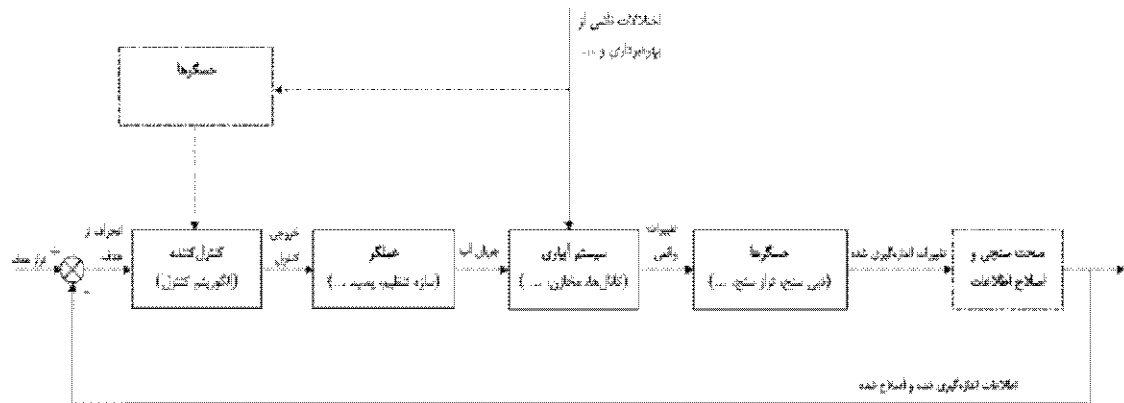 اختلالات ناشی از
بهره‌برداری و ...
حسگرها
تراز هدف
+
-
انحراف از
هدف
کنترل‌کننده
(الگوریتم کنترل)
خروجی
کنترل
عملگر
(سازه تنظیم، پمپ، ...)
جریان آب
سیستم آبیاری
(کانال‌ها، مخازن، ...)
تغییرات
واقعی
حسگرها
(دبی سنج، تراز سنج، ...)
تغییرات اندازه‌گیری شده
صحت سنجی و
اصلاح اطلاعات
اطلاعات اندازه‌گیری شده و اصلاح شده